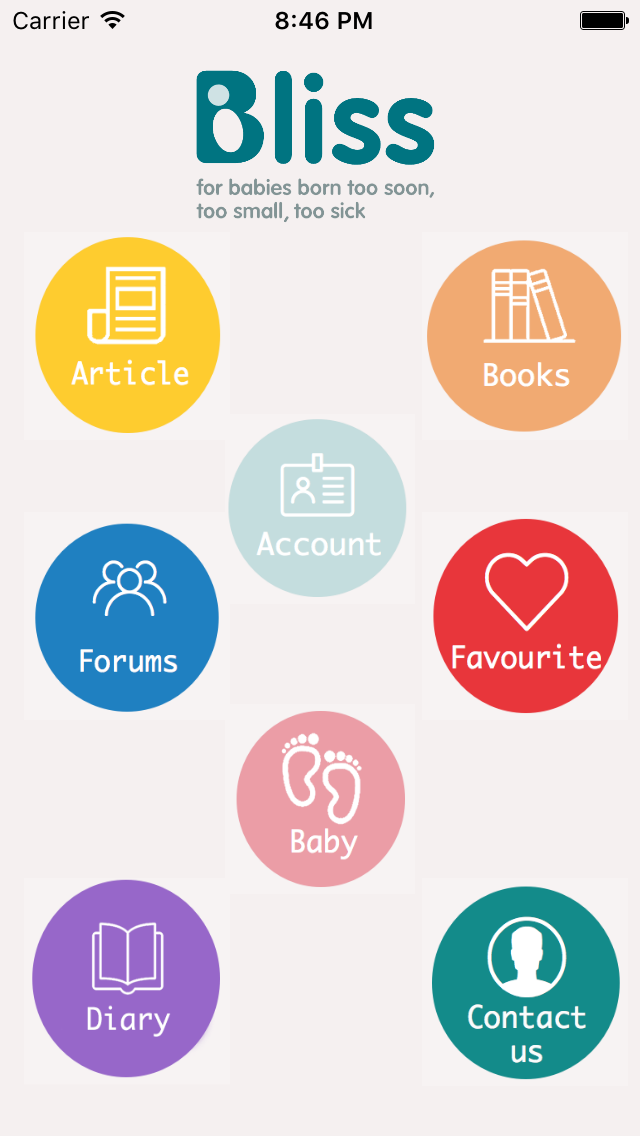 Carrier 8:46 PM
Bliss
for babies born too soon,
too small, too sick
Article
Books
Account
Forums
Favourite
Baby
Diary
Contact
us